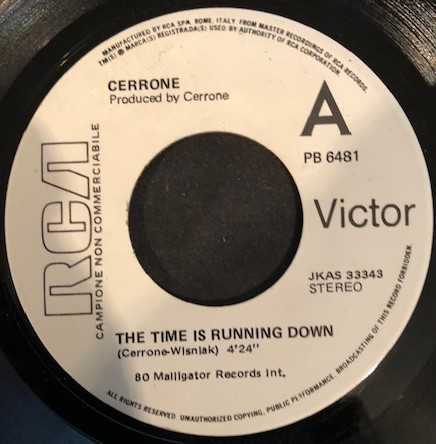 MANUFACTURED BY RCA SPA, ROME, ITALY FROM MASTER RECORDINGS OF RCA RECORDS.
TM(S) ® MARCA(S) REGISTRADA(S) USED BY AUTHORITY OF RCA CORPORATION.
CERRONE
Produced by Cerrone
A
PB 6481
RCA
CAMPIONE NON COMMERCIABILE
Victor
JKAS 33343
STEREO
THE TIME IS RUNNING DOWN
(Cerrone-Wisniak) 4'24"
80 Malligator Records Int.
ALL RIGHTS RESERVED. UNAUTHORIZED COPYING, PUBLIC PLYFORMANCE, BROADCASTING OF THIS RECORD FORBIDDEN.